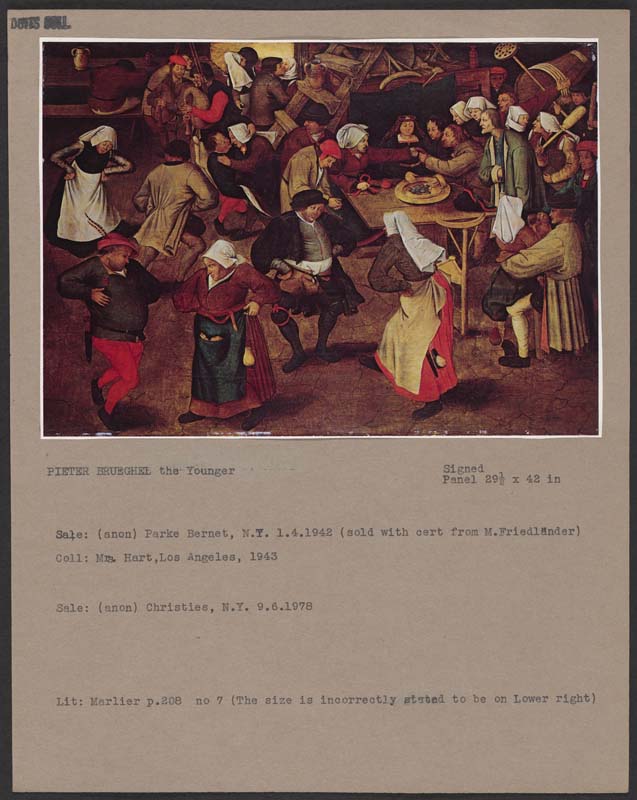 PIETER BRUEGHEL the Younger
Signed
Panel 29½ x 42 in
Sale: (anon) Parke Bernet, N.Y. 1.4.1942 (sold with cert from M.Friedländer)
Coll: Mrs. Hart,Los Angeles, 1943
Sale: (anon) Christies, N.Y. 9.6.1978
Lit: Marlier p.208 no 7 (The size is incorrectly stated to be on Lower right)